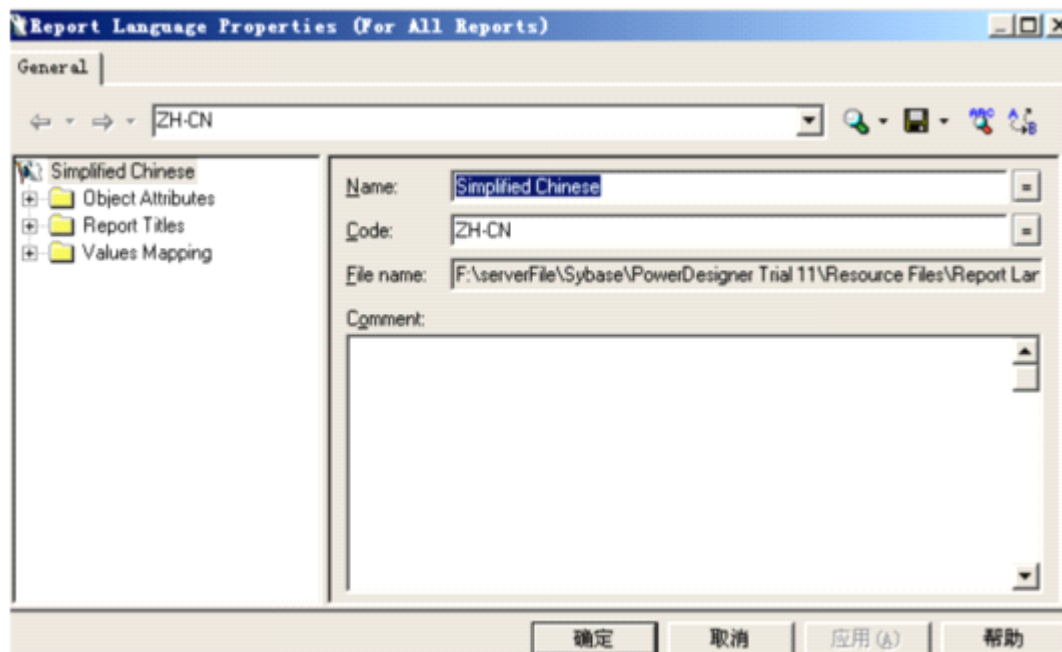 Report Language Properties (For All Reports)
General
ZH-CN
Simplified Chinese
Object Attributes
Report Titles
Values Mapping
Name: Simplified Chinese =
Code: ZH-CN =
File name: F:\serverFile\Sybase\PowerDesigner Trial 11\Resource Files\Report Lar
Comment:
确定 取消 应用(A) 帮助